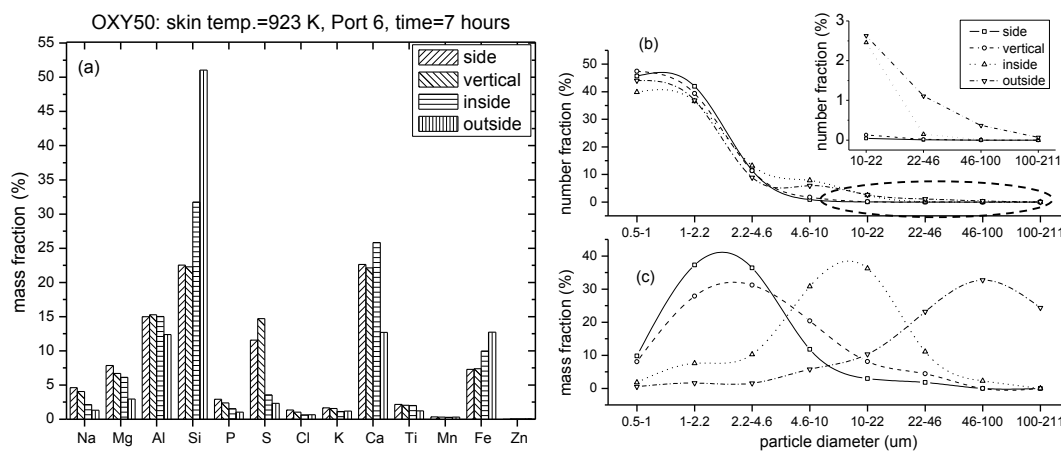 OXY50: skin temp.=923 K, Port 6, time=7 hours
(a)
side
vertical
inside
outside
mass fraction (%)
55
50
45
40
35
30
25
20
15
10
5
0
Na Mg Al Si P S Cl K Ca Ti Mn Fe Zn
(b)
number fraction (%)
50
40
30
20
10
0
0.5-1 1-2.2 2.2-4.6 4.6-10 10-22 22-46 46-100 100-211
number fraction (%)
3
2
1
0
10-22 22-46 46-100 100-211
side
vertical
inside
outside
(c)
mass fraction (%)
40
30
20
10
0
0.5-1 1-2.2 2.2-4.6 4.6-10 10-22 22-46 46-100 100-211
particle diameter (um)